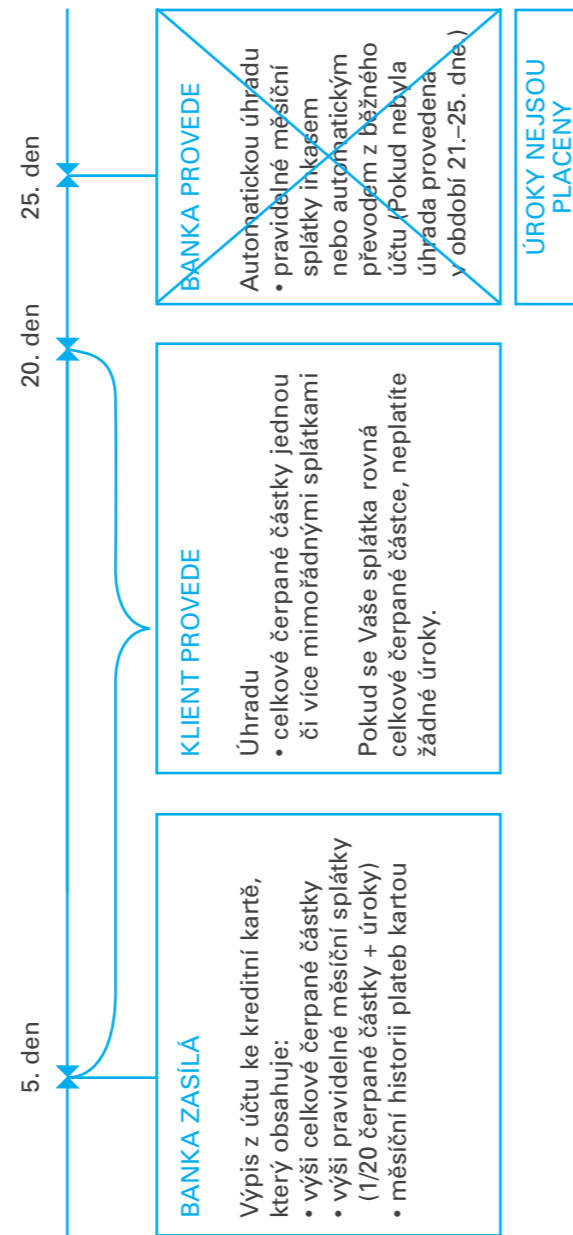 5. den
20. den
25. den
BANKA ZASÍLÁ
Výpis z účtu ke kreditní kartě,
který obsahuje:
• výši celkové čerpané částky
• výši pravidelné měsíční splátky
(1/20 čerpané částky + úroky)
• měsíční historii plateb kartou
KLIENT PROVEDE
Úhradu
• celkové čerpané částky jednou
či více mimořádnými splátkami
Pokud se Vaše splátka rovná
celkové čerpané částce, neplatíte
žádné úroky.
BANKA PROVEDE
Automatickou úhradu
• pravidelné měsíční
splátky inkasem
nebo automatickým
převodem z běžného
účtu (Pokud nebyla
úhrada provedena
v období 21.–25. dne.)
ÚROKY NEJSOU
PLACENY